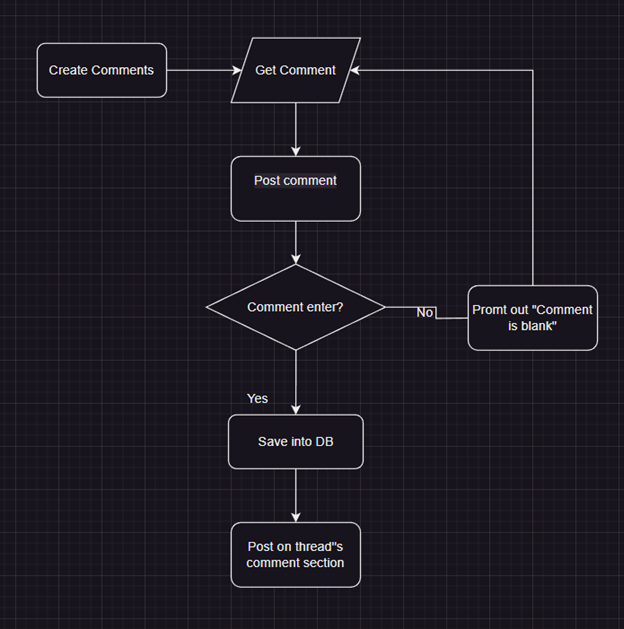 Create Comments
Get Comment
Post comment
Comment enter?
No
Promt out "Comment
is blank"
Yes
Save into DB
Post on thread"s
comment section